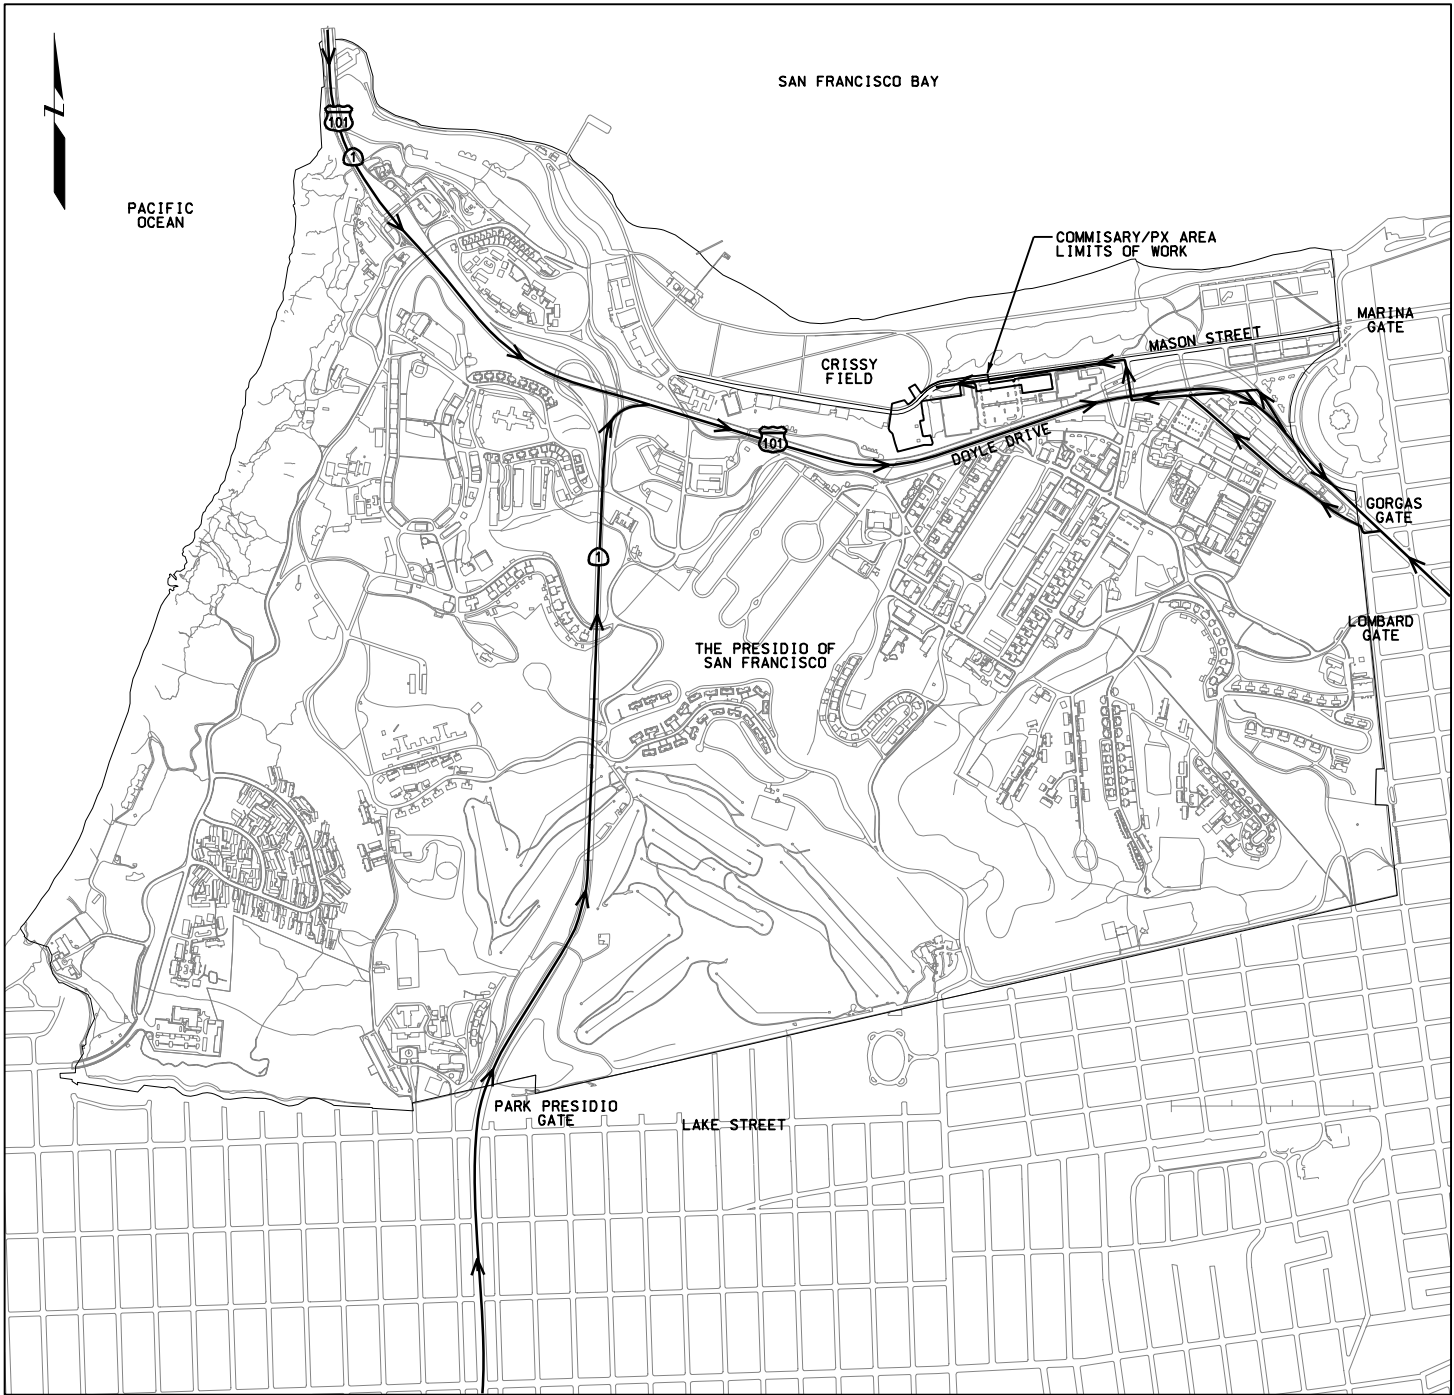 SAN FRANCISCO BAY
101
1
PACIFIC
OCEAN
COMMISARY/PX AREA
LIMITS OF WORK
MARINA
GATE
MASON STREET
CRISSY
FIELD
101
DOYLE DRIVE
GORGAS
GATE
1
LOMBARD
GATE
THE PRESIDIO OF
SAN FRANCISCO
PARK PRESIDIO
GATE
LAKE STREET